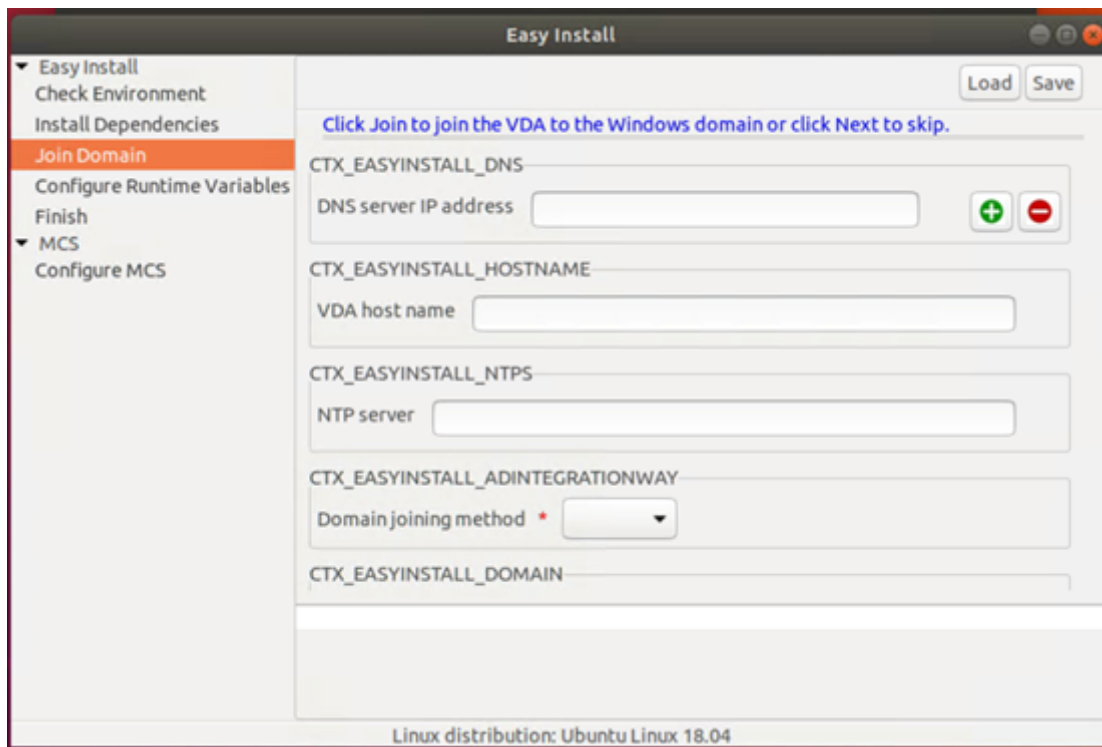 Easy Install
Easy Install
Check Environment
Install Dependencies
Join Domain
Configure Runtime Variables
Finish
MCS
Configure MCS
Load Save
Click Join to join the VDA to the Windows domain or click Next to skip.
CTX_EASYINSTALL_DNS
DNS server IP address
CTX_EASYINSTALL_HOSTNAME
VDA host name
CTX_EASYINSTALL_NTPS
NTP server
CTX_EASYINSTALL_ADINTEGRATIONWAY
Domain joining method *
CTX_EASYINSTALL_DOMAIN
Linux distribution: Ubuntu Linux 18.04